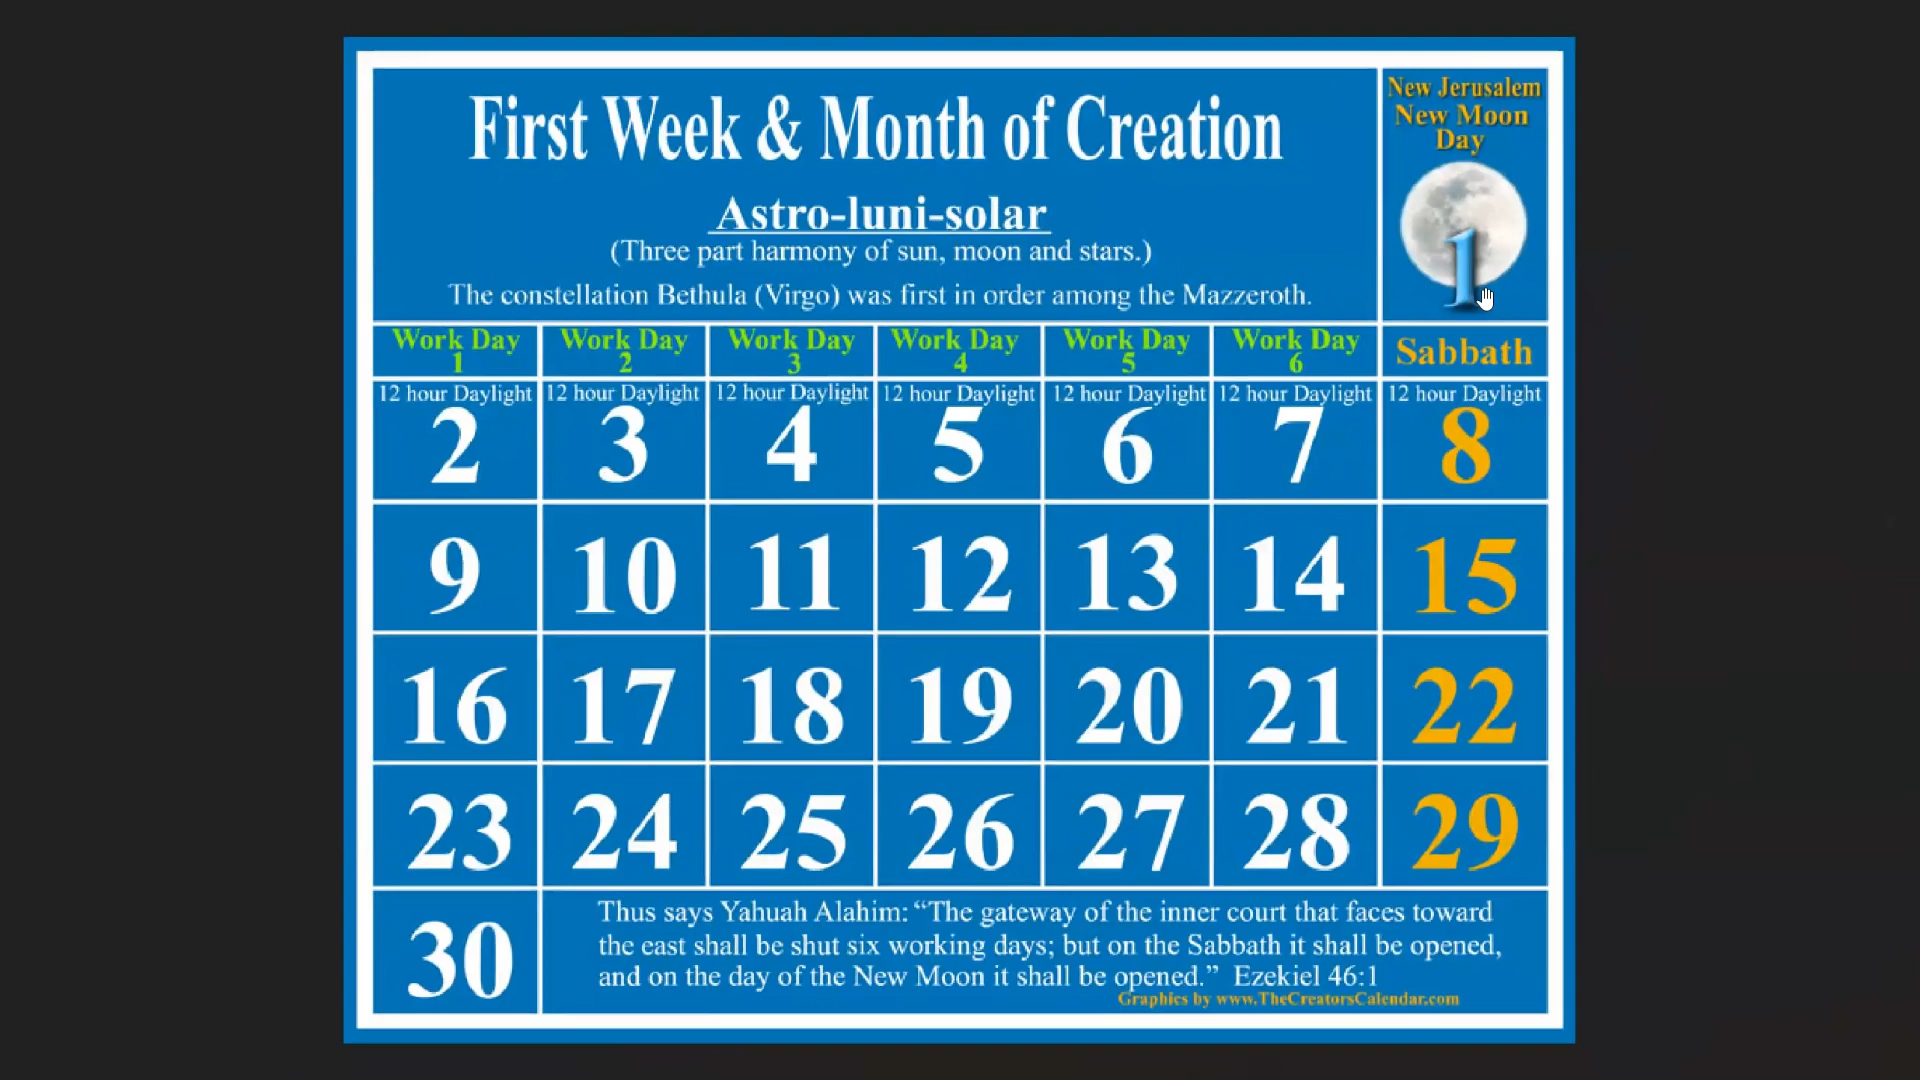 First Week & Month of Creation
Astro-luni-solar
(Three part harmony of sun, moon and stars.)
The constellation Bethula (Virgo) was first in order among the Mazzeroth.
New Jerusalem
New Moon
Day
1
Work Day 1
Work Day 2
Work Day 3
Work Day 4
Work Day 5
Work Day 6
Sabbath
12 hour Daylight 12 hour Daylight 12 hour Daylight 12 hour Daylight 12 hour Daylight 12 hour Daylight 12 hour Daylight
2 3 4 5 6 7 8
9 10 11 12 13 14 15
16 17 18 19 20 21 22
23 24 25 26 27 28 29
30
Thus says Yahuah Alahim: “The gateway of the inner court that faces toward
the east shall be shut six working days; but on the Sabbath it shall be opened,
and on the day of the New Moon it shall be opened.” Ezekiel 46:1
Graphics by www.TheCreatorsCalendar.com